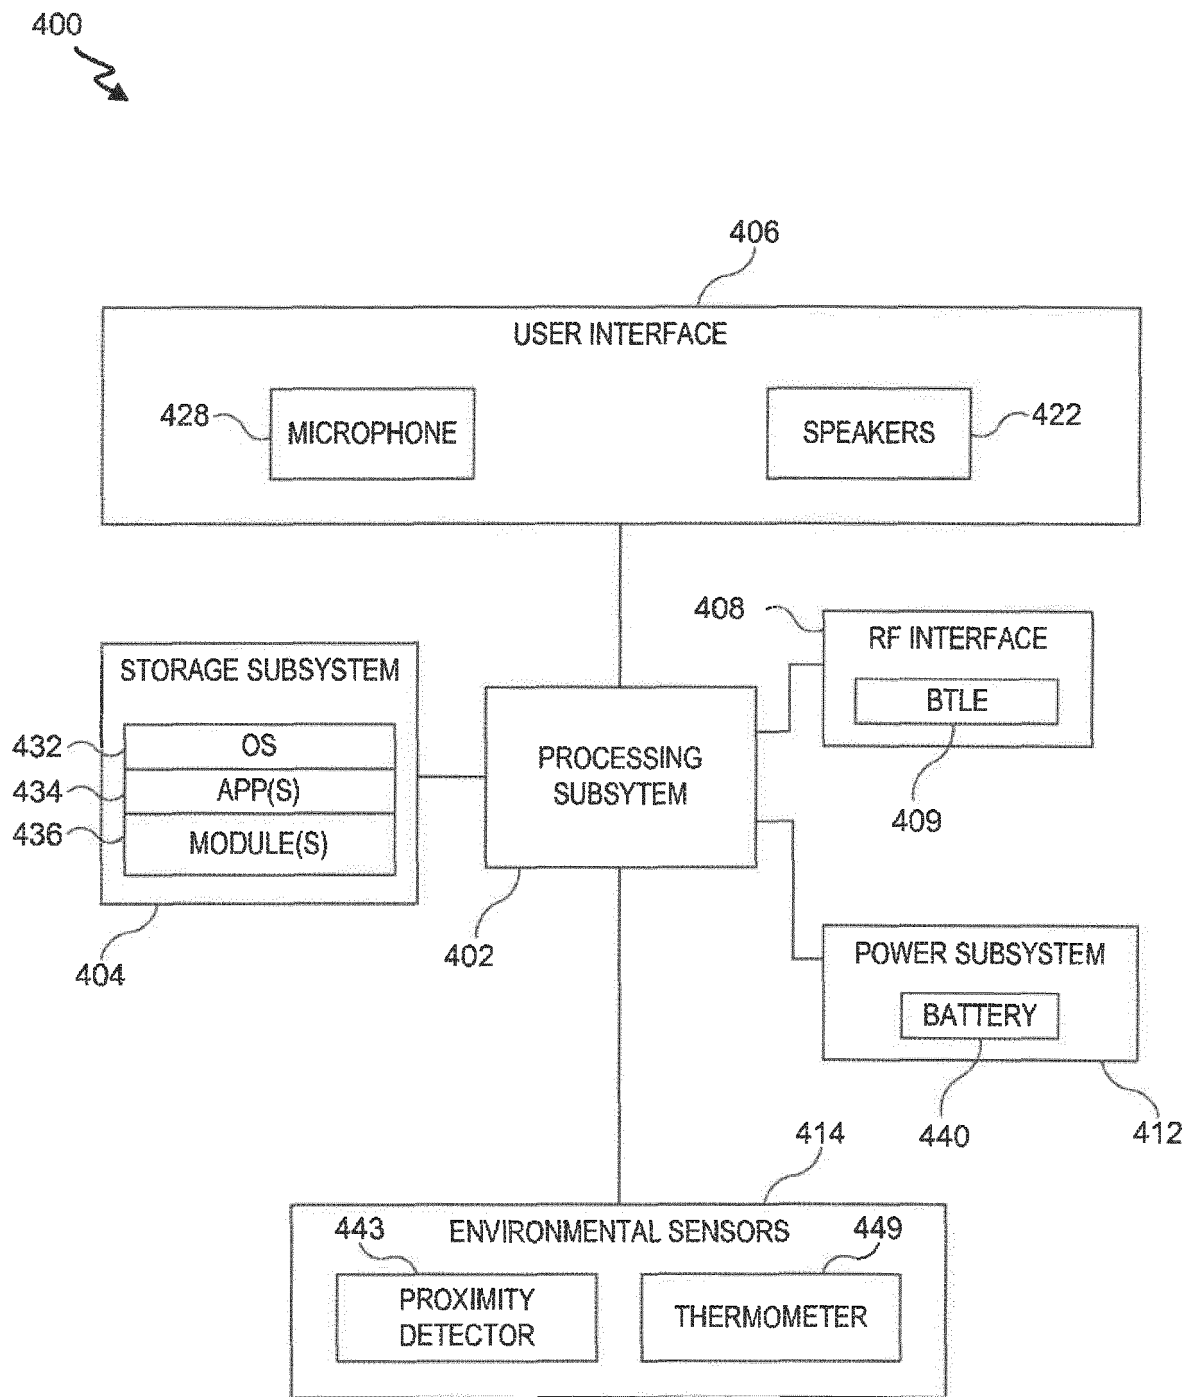 400
406
USER INTERFACE
428
MICROPHONE
SPEAKERS
422
408
RF INTERFACE
BTLE
409
STORAGE SUBSYSTEM
432
OS
434
APP(S)
436
MODULE(S)
404
PROCESSING
SUBSYTEM
402
POWER SUBSYSTEM
BATTERY
440
412
414
ENVIRONMENTAL SENSORS
443
PROXIMITY
DETECTOR
449
THERMOMETER